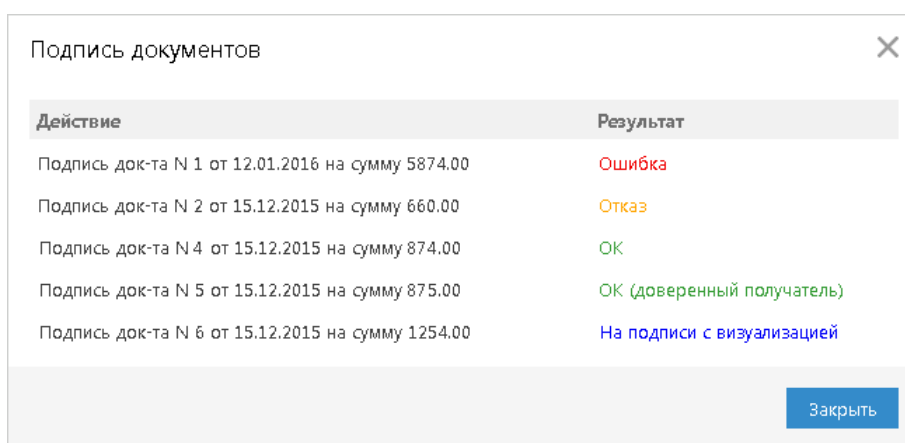 Подпись документов
Действие Результат
Подпись док-та N 1 от 12.01.2016 на сумму 5874.00 Ошибка
Подпись док-та N 2 от 15.12.2015 на сумму 660.00 Отказ
Подпись док-та N 4 от 15.12.2015 на сумму 874.00 ОК
Подпись док-та N 5 от 15.12.2015 на сумму 875.00 ОК (доверенный получатель)
Подпись док-та N 6 от 15.12.2015 на сумму 1254.00 На подписи с визуализацией
Закрыть